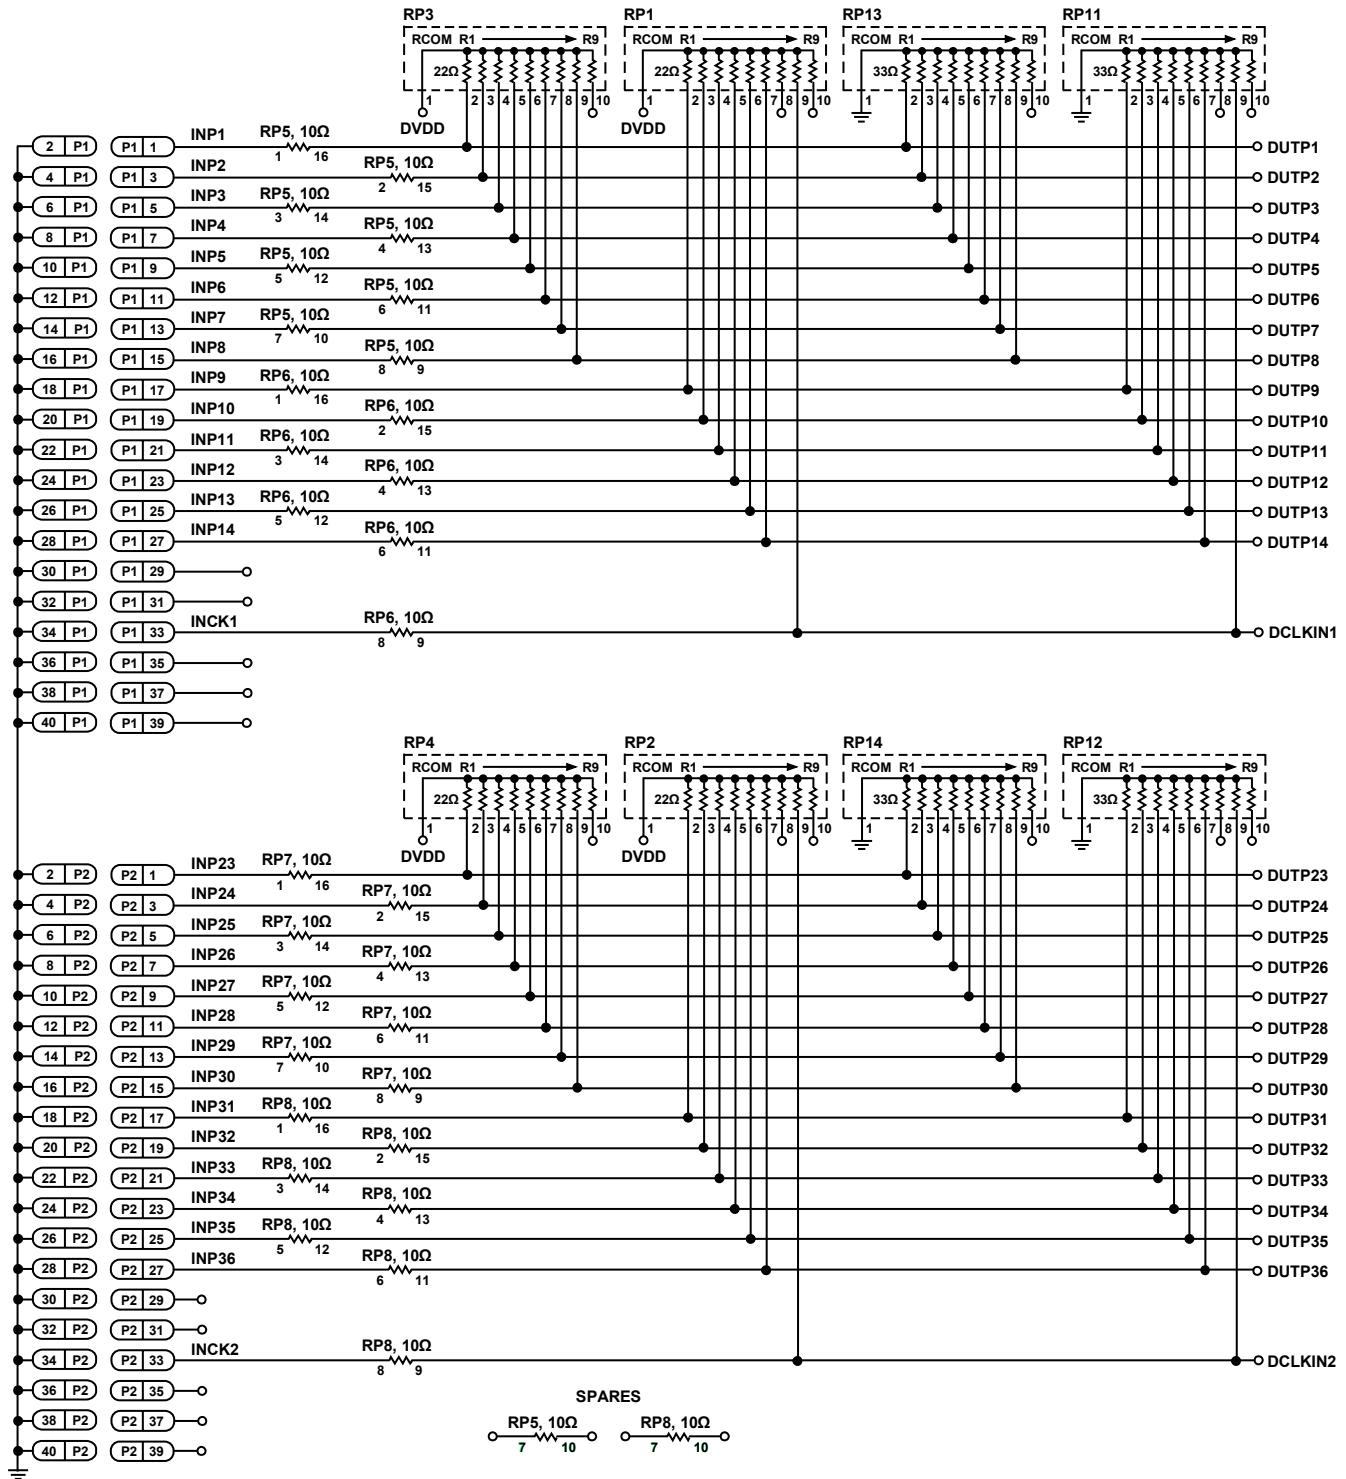 RP3 RP1 RP13 RP11
RCOM R1 R9 RCOM R1 R9 RCOM R1 R9 RCOM R1 R9
22Ω 22Ω 33Ω 33Ω
1 2 3 4 5 6 7 8 9 10 1 2 3 4 5 6 7 8 9 10 1 2 3 4 5 6 7 8 9 10 1 2 3 4 5 6 7 8 9 10
DVDD DVDD
2 P1 P1 1 INP1 RP5, 10Ω 1 16 DUTP1
4 P1 P1 3 INP2 RP5, 10Ω 2 15 DUTP2
6 P1 P1 5 INP3 RP5, 10Ω 3 14 DUTP3
8 P1 P1 7 INP4 RP5, 10Ω 4 13 DUTP4
10 P1 P1 9 INP5 RP5, 10Ω 5 12 DUTP5
12 P1 P1 11 INP6 RP5, 10Ω 6 11 DUTP6
14 P1 P1 13 INP7 RP5, 10Ω 7 10 DUTP7
16 P1 P1 15 INP8 RP5, 10Ω 8 9 DUTP8
18 P1 P1 17 INP9 RP6, 10Ω 1 16 DUTP9
20 P1 P1 19 INP10 RP6, 10Ω 2 15 DUTP10
22 P1 P1 21 INP11 RP6, 10Ω 3 14 DUTP11
24 P1 P1 23 INP12 RP6, 10Ω 4 13 DUTP12
26 P1 P1 25 INP13 RP6, 10Ω 5 12 DUTP13
28 P1 P1 27 INP14 RP6, 10Ω 6 11 DUTP14
30 P1 P1 29
32 P1 P1 31
34 P1 P1 33 INCK1 RP6, 10Ω 8 9 DCLKIN1
36 P1 P1 35
38 P1 P1 37
40 P1 P1 39
RP4 RP2 RP14 RP12
RCOM R1 R9 RCOM R1 R9 RCOM R1 R9 RCOM R1 R9
22Ω 22Ω 33Ω 33Ω
1 2 3 4 5 6 7 8 9 10 1 2 3 4 5 6 7 8 9 10 1 2 3 4 5 6 7 8 9 10 1 2 3 4 5 6 7 8 9 10
DVDD DVDD
2 P2 P2 1 INP23 RP7, 10Ω 1 16 DUTP23
4 P2 P2 3 INP24 RP7, 10Ω 2 15 DUTP24
6 P2 P2 5 INP25 RP7, 10Ω 3 14 DUTP25
8 P2 P2 7 INP26 RP7, 10Ω 4 13 DUTP26
10 P2 P2 9 INP27 RP7, 10Ω 5 12 DUTP27
12 P2 P2 11 INP28 RP7, 10Ω 6 11 DUTP28
14 P2 P2 13 INP29 RP7, 10Ω 7 10 DUTP29
16 P2 P2 15 INP30 RP7, 10Ω 8 9 DUTP30
18 P2 P2 17 INP31 RP8, 10Ω 1 16 DUTP31
20 P2 P2 19 INP32 RP8, 10Ω 2 15 DUTP32
22 P2 P2 21 INP33 RP8, 10Ω 3 14 DUTP33
24 P2 P2 23 INP34 RP8, 10Ω 4 13 DUTP34
26 P2 P2 25 INP35 RP8, 10Ω 5 12 DUTP35
28 P2 P2 27 INP36 RP8, 10Ω 6 11 DUTP36
30 P2 P2 29
32 P2 P2 31
34 P2 P2 33 INCK2 RP8, 10Ω 8 9 DCLKIN2
36 P2 P2 35
38 P2 P2 37
40 P2 P2 39
SPARES
RP5, 10Ω RP8, 10Ω
7 10 7 10